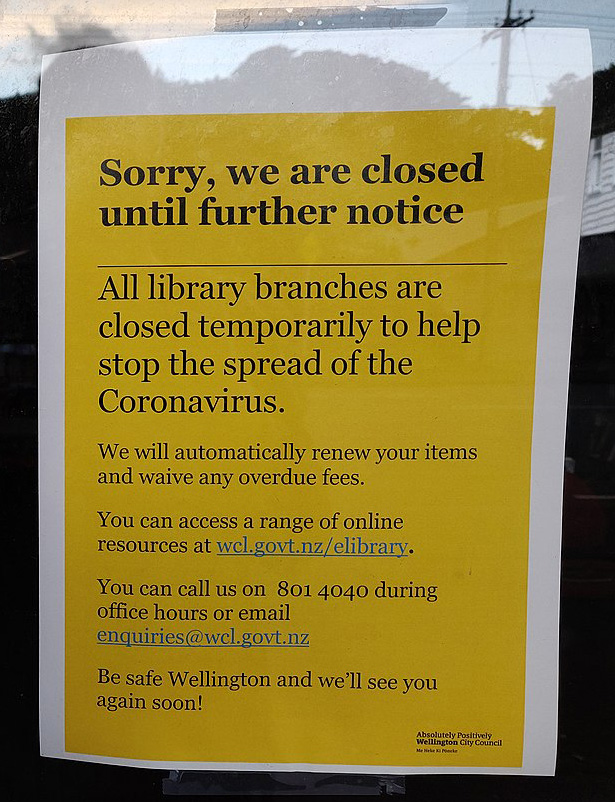 Sorry, we are closed
until further notice
All library branches are
closed temporarily to help
stop the spread of the
Coronavirus.
We will automatically renew your items
and waive any overdue fees.
You can access a range of online
resources at wcl.govt.nz/elibrary.
You can call us on 801 4040 during
office hours or email
enquiries@wcl.govt.nz
Be safe Wellington and we'll see you
again soon!
Absolutely Positively
Wellington City Council
Me Heke Ki Pōneke